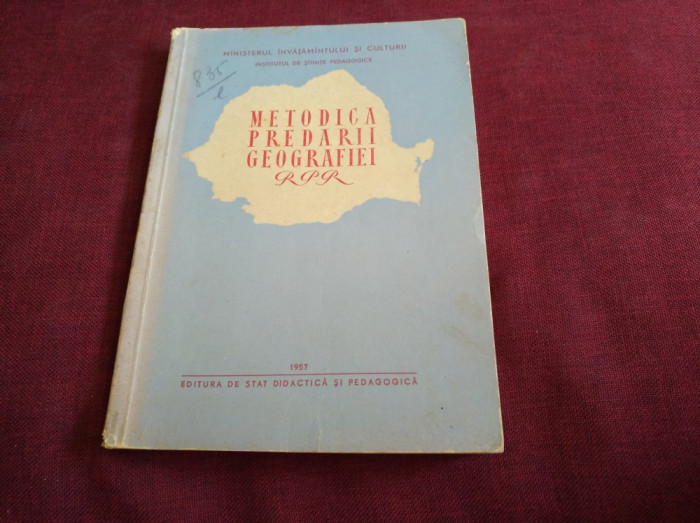 MINISTERUL ÎNVĂȚĂMÎNTULUI ȘI CULTURII
INSTITUTUL DE ȘTIINȚE PEDAGOGICE
835
l
METODICA
PREDARII
GEOGRAFIEI
RPR
1957
EDITURA DE STAT DIDACTICĂ ȘI PEDAGOGICĂ